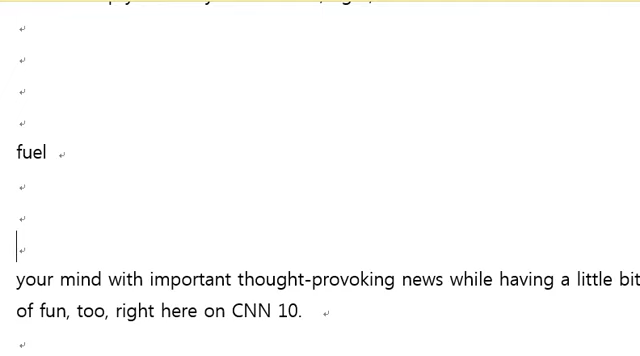 fuel
your mind with important thought-provoking news while having a little bit
of fun, too, right here on CNN 10.